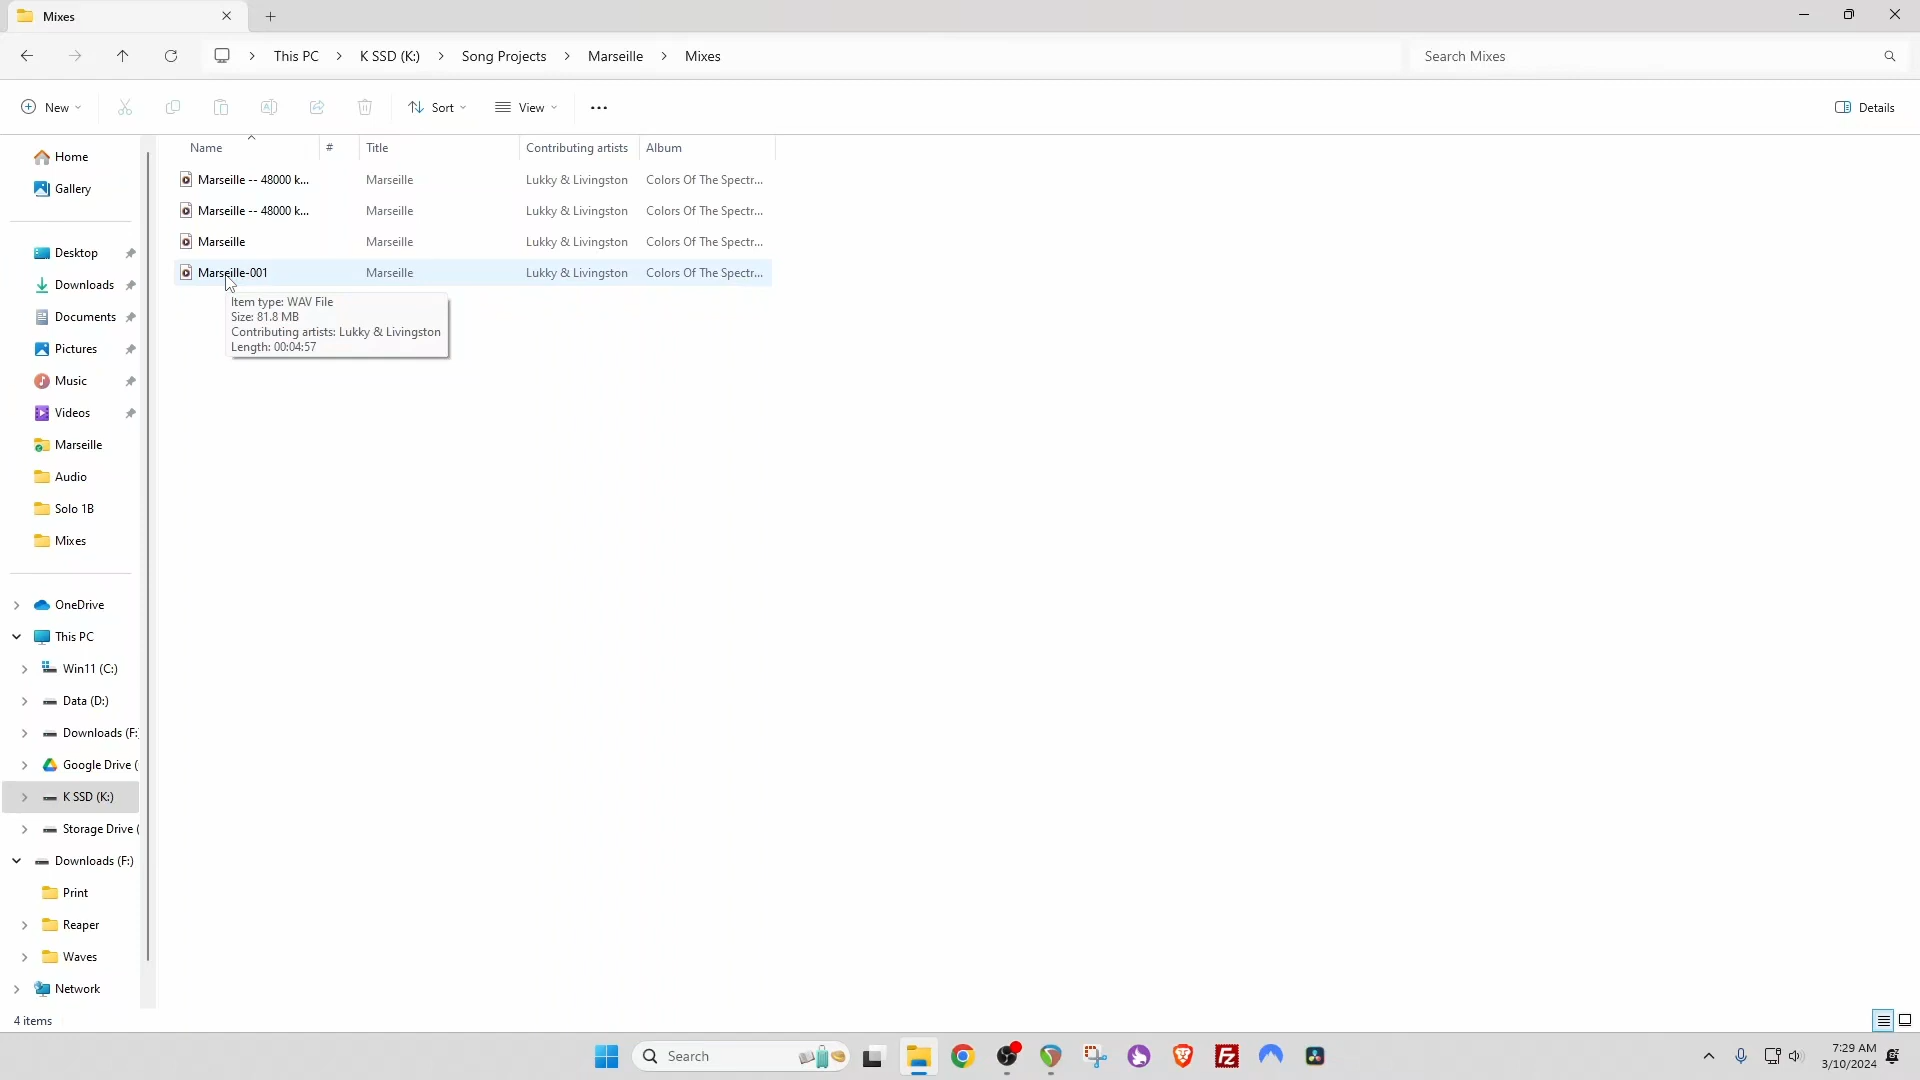 Mixes
This PC > K SSD (K:) > Song Projects > Marseille > Mixes
Search Mixes
New
Sort
View
Details
Name # Title Contributing artists Album
Marseille -- 48000 k... Marseille Lukky & Livingston Colors Of The Spectr...
Marseille -- 48000 k... Marseille Lukky & Livingston Colors Of The Spectr...
Marseille Marseille Lukky & Livingston Colors Of The Spectr...
Marseille-001 Marseille Lukky & Livingston Colors Of The Spectr...
Item type: WAV File
Size: 81.8 MB
Contributing artists: Lukky & Livingston
Length: 00:04:57
Home
Gallery
Desktop
Downloads
Documents
Pictures
Music
Videos
Marseille
Audio
Solo 1B
Mixes
OneDrive
This PC
Win11 (C:)
Data (D:)
Downloads (F:
Google Drive (
K SSD (K:)
Storage Drive (
Downloads (F:)
Print
Reaper
Waves
Network
4 items
Search
FZ
7:29 AM
3/10/2024